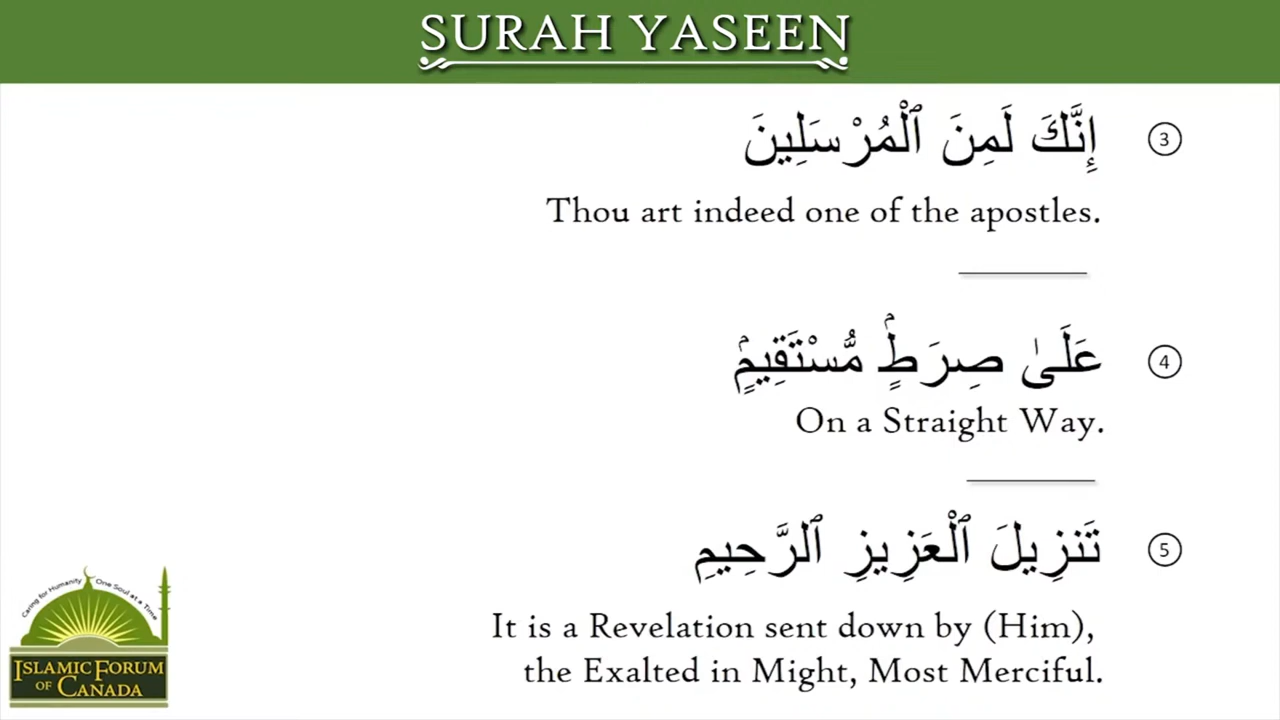 SURAH YASEEN
إِنَّكَ لَمِنَ ٱلْمُرْسَلِينَ ③
Thou art indeed one of the apostles.
عَلَىٰ صِرَطٍۢ مُّسْتَقِيمٍۢ ④
On a Straight Way.
تَنزِيلَ ٱلْعَزِيزِ ٱلرَّحِيمِ ⑤
It is a Revelation sent down by (Him),
the Exalted in Might, Most Merciful.
Caring for Humanity One Soul at a Time
ISLAMIC FORUM
OF CANADA